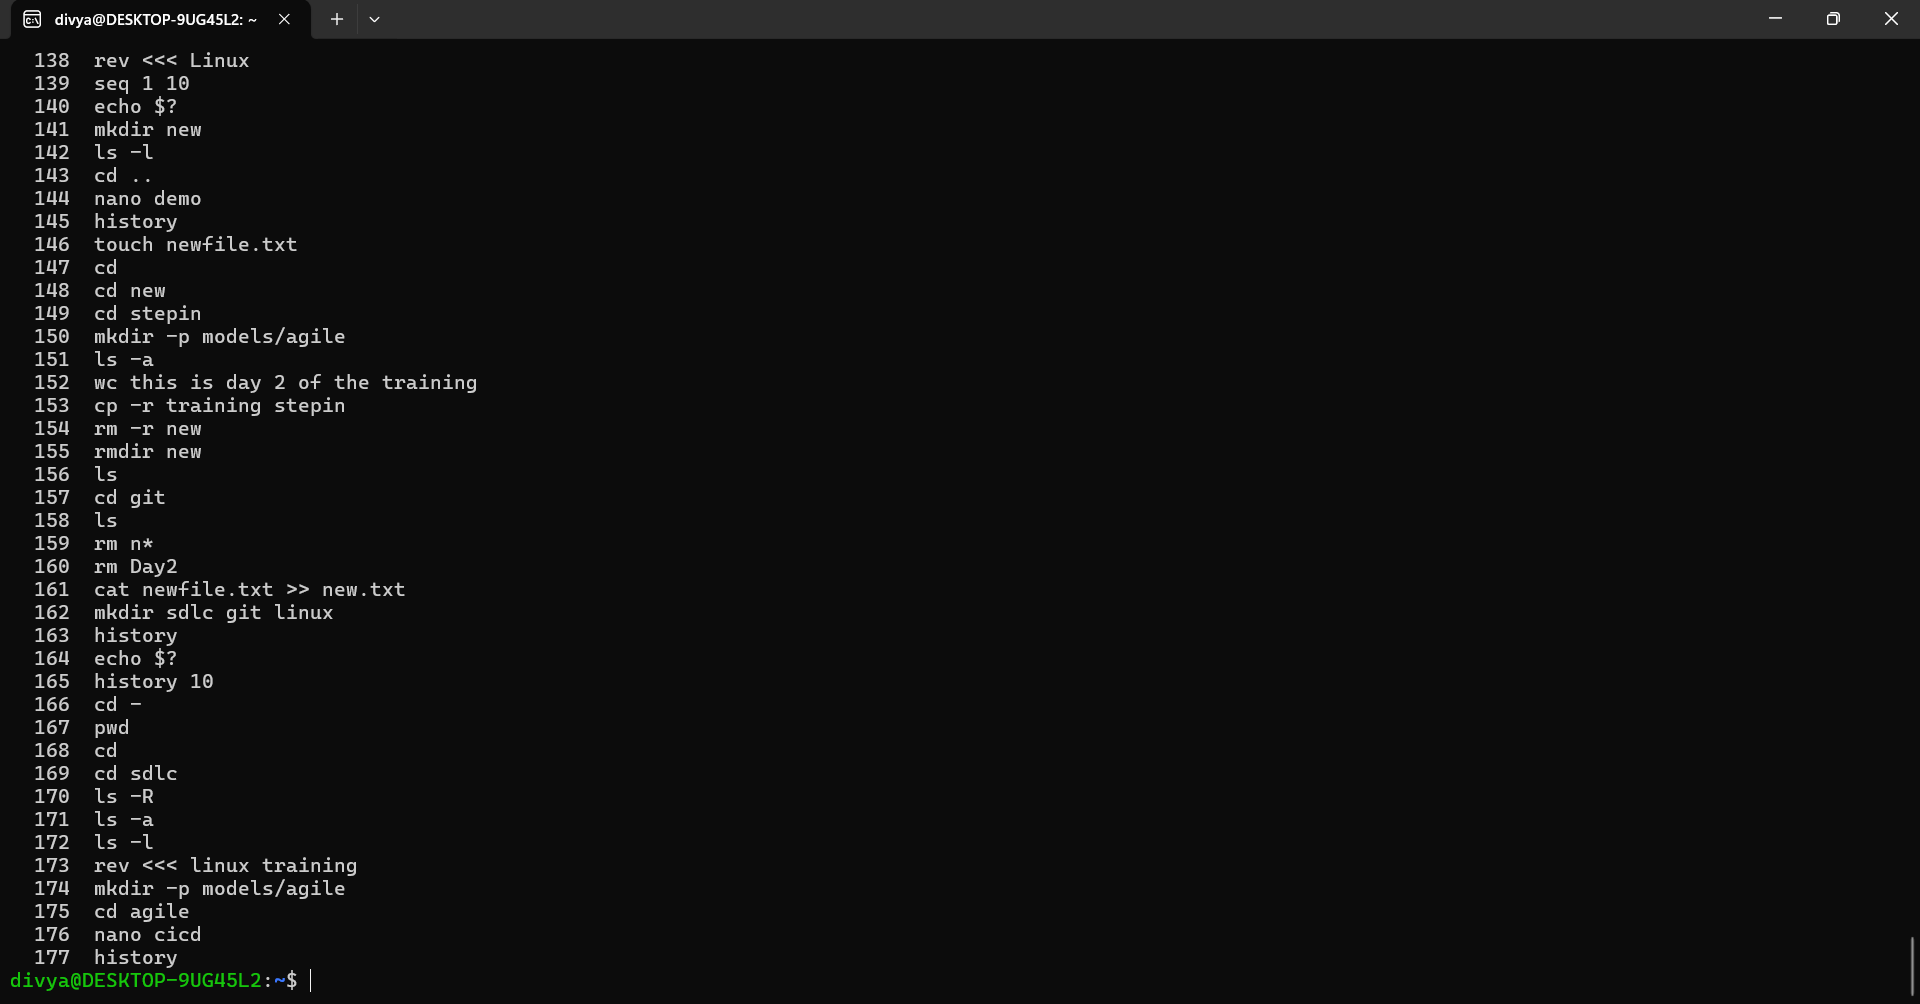 divya@DESKTOP-9UG45L2: ~
138 rev <<< Linux
139 seq 1 10
140 echo $?
141 mkdir new
142 ls -l
143 cd ..
144 nano demo
145 history
146 touch newfile.txt
147 cd
148 cd new
149 cd stepin
150 mkdir -p models/agile
151 ls -a
152 wc this is day 2 of the training
153 cp -r training stepin
154 rm -r new
155 rmdir new
156 ls
157 cd git
158 ls
159 rm n*
160 rm Day2
161 cat newfile.txt >> new.txt
162 mkdir sdlc git linux
163 history
164 echo $?
165 history 10
166 cd -
167 pwd
168 cd
169 cd sdlc
170 ls -R
171 ls -a
172 ls -l
173 rev <<< linux training
174 mkdir -p models/agile
175 cd agile
176 nano cicd
177 history
divya@DESKTOP-9UG45L2:~$